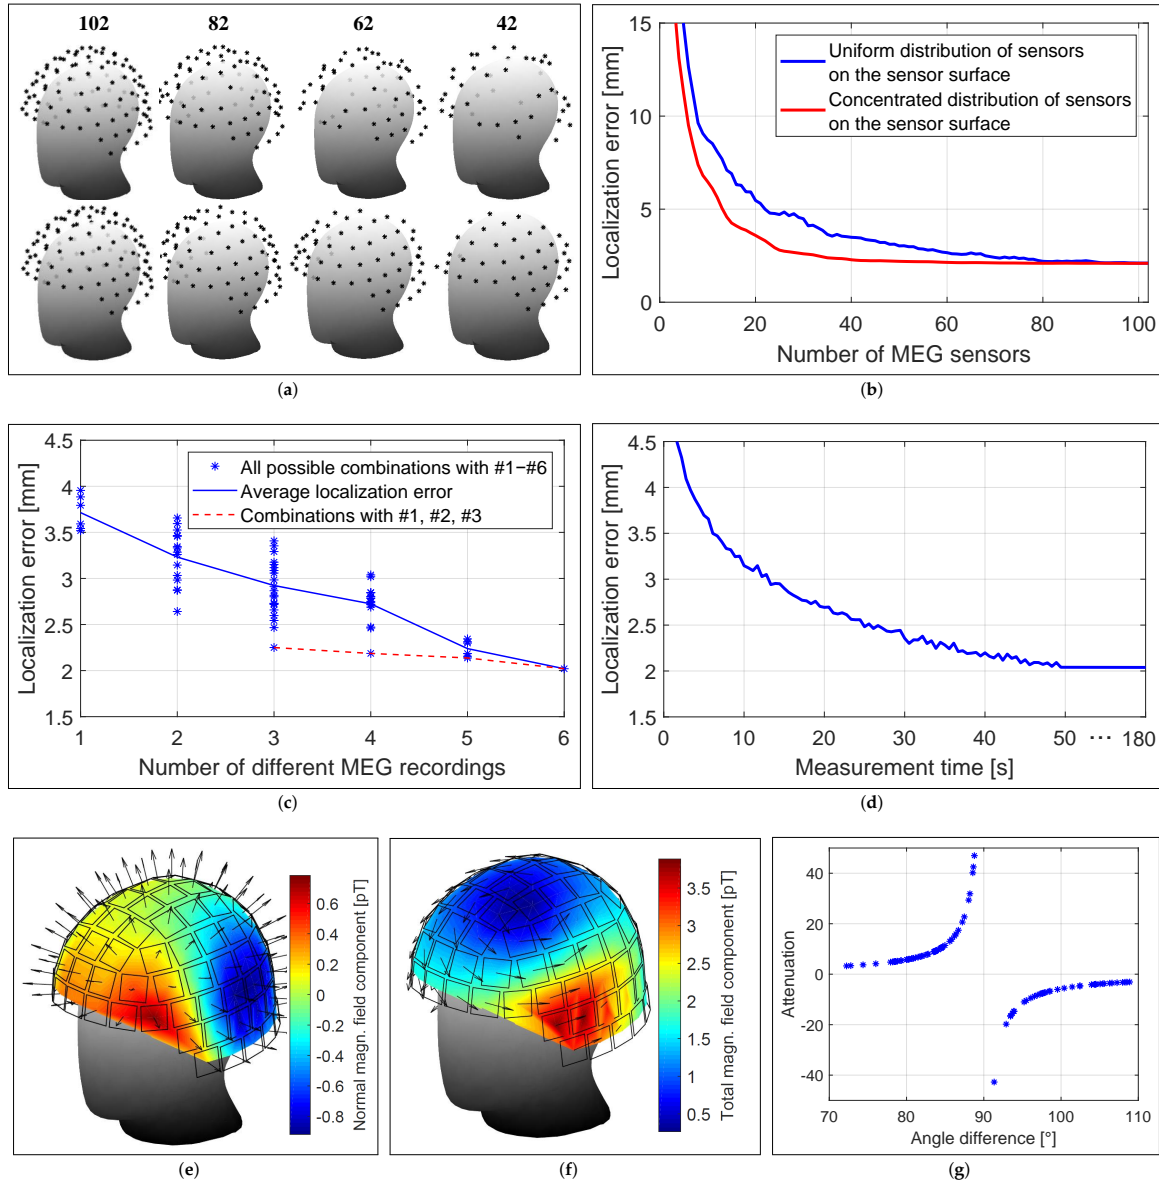 102 82 62 42
(a)
15
10
5
0
0 20 40 60 80 100
Localization error [mm]
Number of MEG sensors
Uniform distribution of sensors
on the sensor surface
Concentrated distribution of sensors
on the sensor surface
(b)
4.5
4
3.5
3
2.5
2
1.5
1 2 3 4 5 6
Localization error [mm]
Number of different MEG recordings
All possible combinations with #1−#6
Average localization error
Combinations with #1, #2, #3
(c)
4.5
4
3.5
3
2.5
2
1.5
0 10 20 30 40 50 ··· 180
Localization error [mm]
Measurement time [s]
(d)
0.6
0.4
0.2
0
-0.2
-0.4
-0.6
-0.8
Normal magn. field component [pT]
(e)
3.5
3
2.5
2
1.5
1
0.5
Total magn. field component [pT]
(f)
40
20
0
-20
-40
70 80 90 100 110
Attenuation
Angle difference [°]
(g)